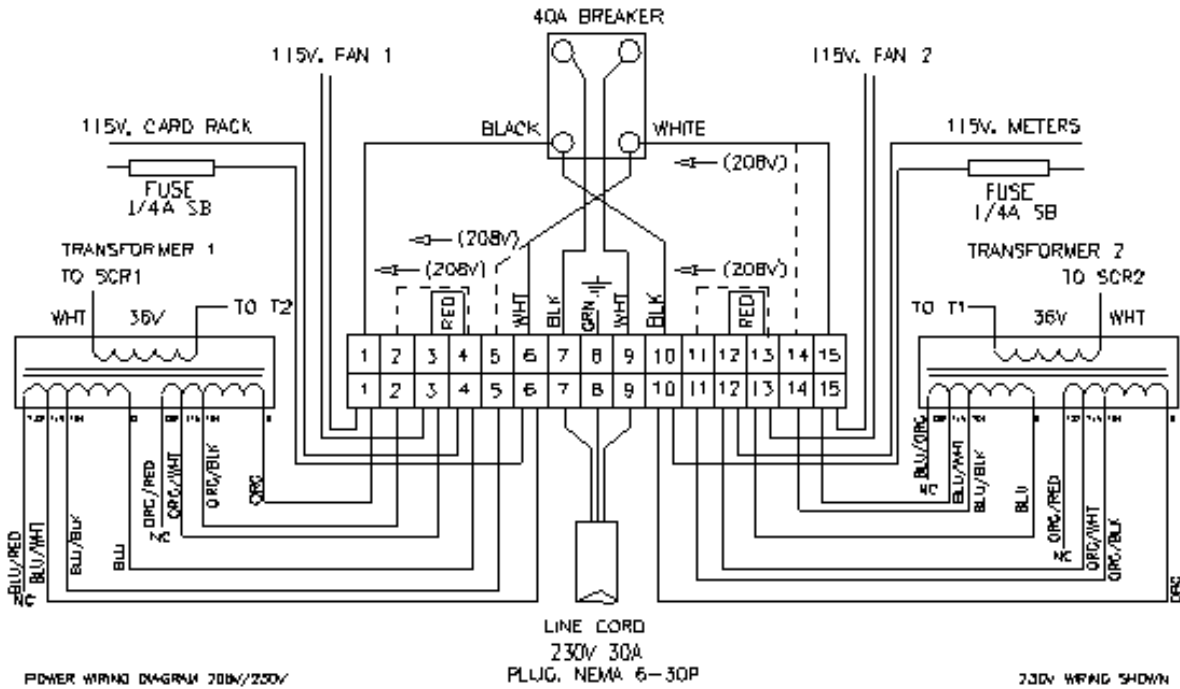 40A BREAKER
115V. FAN 1
115V. FAN 2
115V. CARD RACK
BLACK
WHITE
115V. METERS
(208V)
FUSE
1/4A SB
FUSE
1/4A SB
(208V)
TRANSFORMER 1
TO SCR1
(208V)
(208V)
TRANSFORMER 2
TO SCR2
WHT
36V
TO T2
RED
WHT
BLK
GRN
WHT
BLK
RED
TO T1
36V
WHT
1 2 3 4 5 6 7 8 9 10 11 12 13 14 15
1 2 3 4 5 6 7 8 9 10 11 12 13 14 15
BLU/RED
NC
BLU/WHT
BLU/BLK
BLU
ORG/RED
NC
ORG/WHT
ORG/BLK
ORG
BLU/ORG
NC
BLU/WHT
BLU/BLK
BLU
ORG/RED
NC
ORG/WHT
ORG/BLK
ORG
LINE CORD
230V 30A
PLUG, NEMA 6-30P
POWER WIRING DIAGRAM 208V/230V
230V WIRING SHOWN